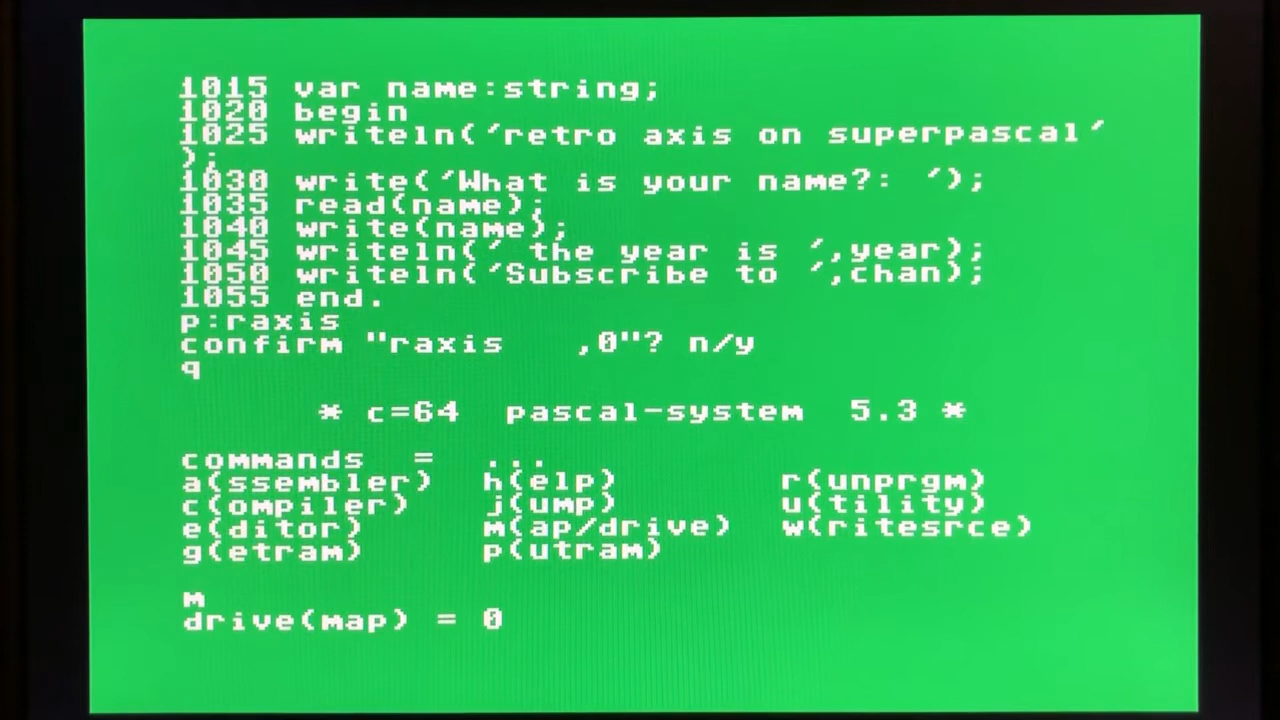 1015 var name:string;
1020 begin
1025 writeln('retro axis on superpascal'
);
1030 write('What is your name?: ');
1035 read(name);
1040 write(name);
1045 writeln(' the year is ',year);
1050 writeln('Subscribe to ',chan);
1055 end.
p:raxis
confirm "raxis   ,0"? n/y
q
* c=64  pascal-system  5.3 *
commands  =  ...
a(ssembler)  h(elp)  r(unprgm)
c(ompiler)  j(ump)  u(tility)
e(ditor)  m(ap/drive)  w(ritesrce)
g(etram)  p(utram)
m
drive(map) = 0